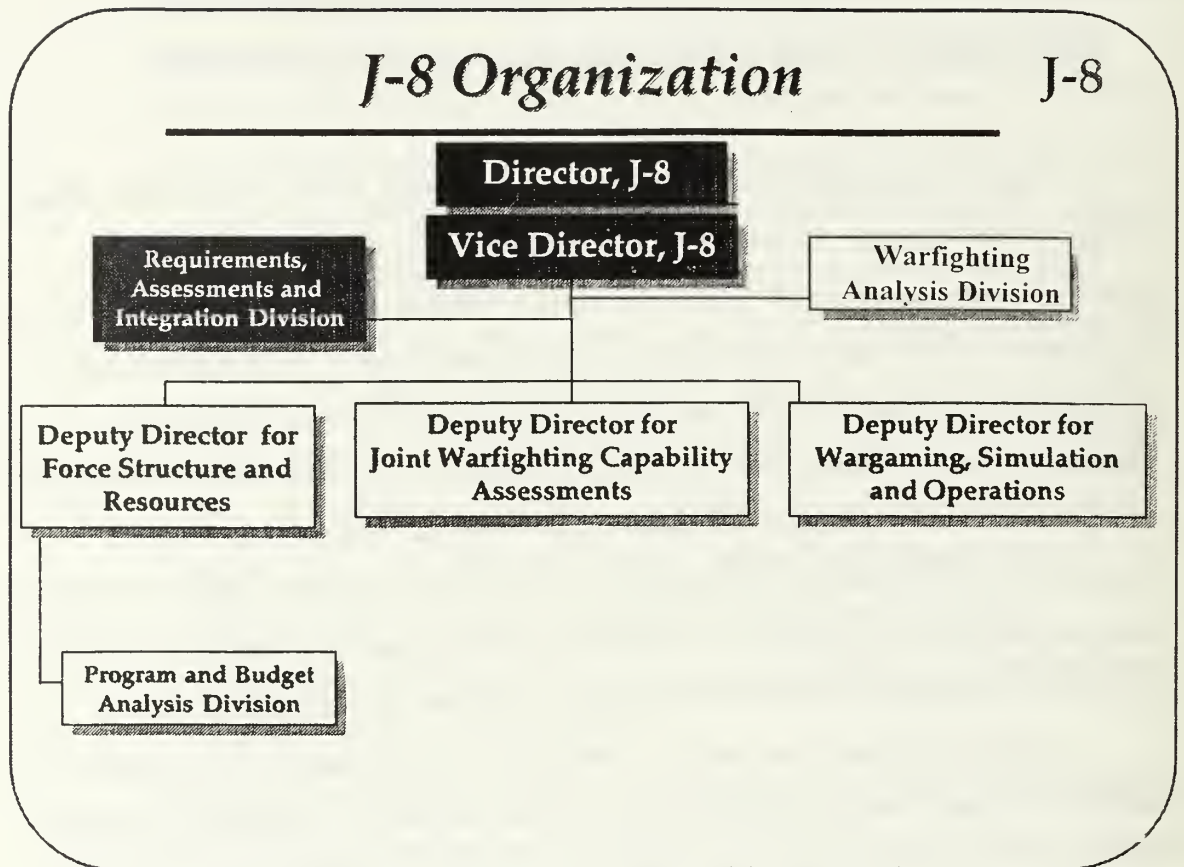 J-8 Organization
J-8
Director, J-8
Vice Director, J-8
Requirements,
Assessments and
Integration Division
Warfighting
Analysis Division
Deputy Director for
Force Structure and
Resources
Deputy Director for
Joint Warfighting Capability
Assessments
Deputy Director for
Wargaming, Simulation
and Operations
Program and Budget
Analysis Division